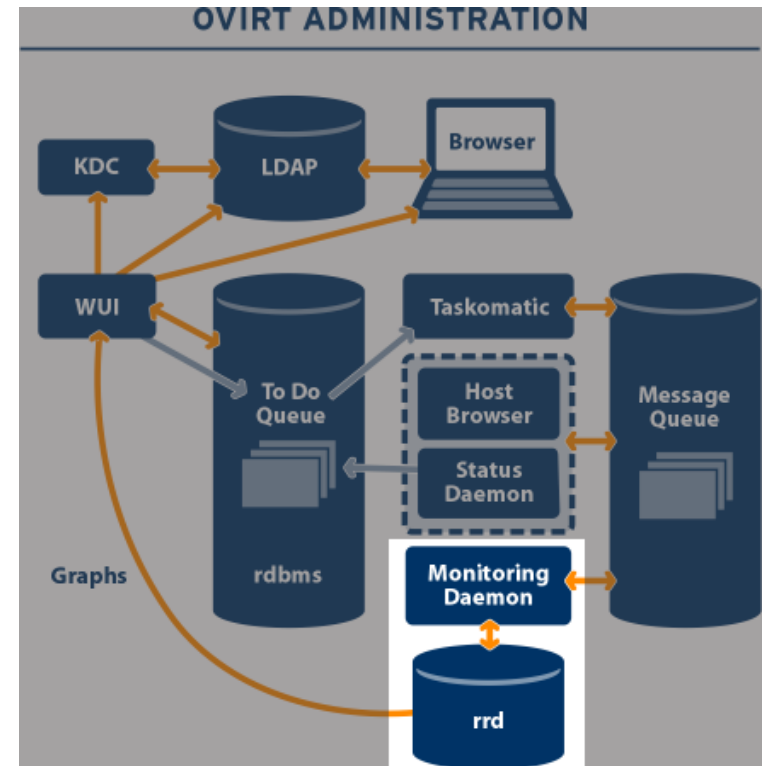 OVIRT ADMINISTRATION
KDC
LDAP
Browser
WUI
Taskomatic
To Do
Queue
Host
Browser
Message
Queue
Status
Daemon
Graphs
rdbms
Monitoring
Daemon
rrd